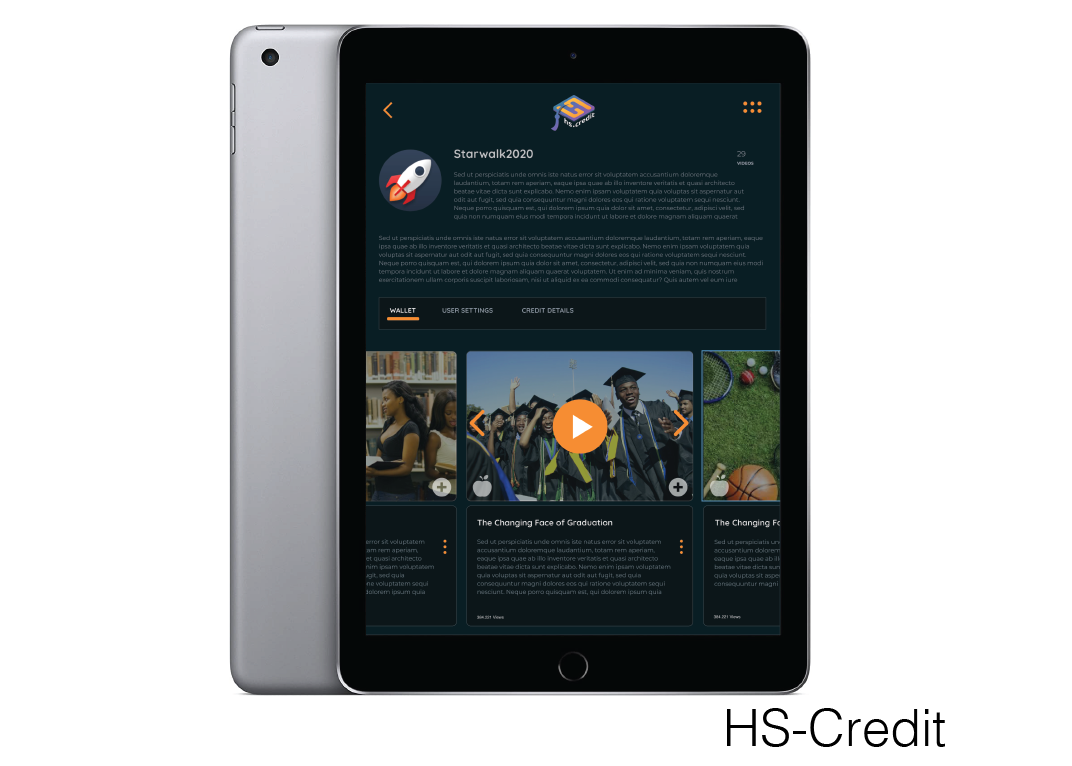 hs.credit
Starwalk2020
29
VIDEOS
Sed ut perspiciatis unde omnis iste natus error sit voluptatem accusantium doloremque
laudantium, totam rem aperiam, eaque ipsa quae ab illo inventore veritatis et quasi architecto
beatae vitae dicta sunt explicabo. Nemo enim ipsam voluptatem quia voluptas sit aspernatur aut
odit aut fugit, sed quia consequuntur magni dolores eos qui ratione voluptatem sequi nesciunt.
Neque porro quisquam est, qui dolorem ipsum quia dolor sit amet, consectetur, adipisci velit, sed
quia non numquam eius modi tempora incidunt ut labore et dolore magnam aliquam quaerat
Sed ut perspiciatis unde omnis iste natus error sit voluptatem accusantium doloremque laudantium, totam rem aperiam, eaque
ipsa quae ab illo inventore veritatis et quasi architecto beatae vitae dicta sunt explicabo. Nemo enim ipsam voluptatem quia
voluptas sit aspernatur aut odit aut fugit, sed quia consequuntur magni dolores eos qui ratione voluptatem sequi nesciunt.
Neque porro quisquam est, qui dolorem ipsum quia dolor sit amet, consectetur, adipisci velit, sed quia non numquam eius modi
tempora incidunt ut labore et dolore magnam aliquam quaerat voluptatem. Ut enim ad minima veniam, quis nostrum
exercitationem ullam corporis suscipit laboriosam, nisi ut aliquid ex ea commodi consequatur? Quis autem vel eum iure
WALLET USER SETTINGS CREDIT DETAILS
error sit voluptatem
am rem aperiam,
et quasi architecto
enim ipsam voluptatem
fugit, sed quia
ne voluptatem sequi
dolorem ipsum quia
The Changing Face of Graduation
Sed ut perspiciatis unde omnis iste natus error sit voluptatem
accusantium doloremque laudantium, totam rem aperiam,
eaque ipsa quae ab illo inventore veritatis et quasi architecto
beatae vitae dicta sunt explicabo. Nemo enim ipsam voluptatem
quia voluptas sit aspernatur aut odit aut fugit, sed quia
consequuntur magni dolores eos qui ratione voluptatem sequi
nesciunt. Neque porro quisquam est, qui dolorem ipsum quia
364.221 Views
The Changing Fa
Sed ut perspiciatis un
accusantium dolorem
eaque ipsa quae ab ill
beatae vitae dicta sun
quia voluptas sit aspe
consequuntur magni
nesciunt. Neque porro
364.221 Views
HS-Credit